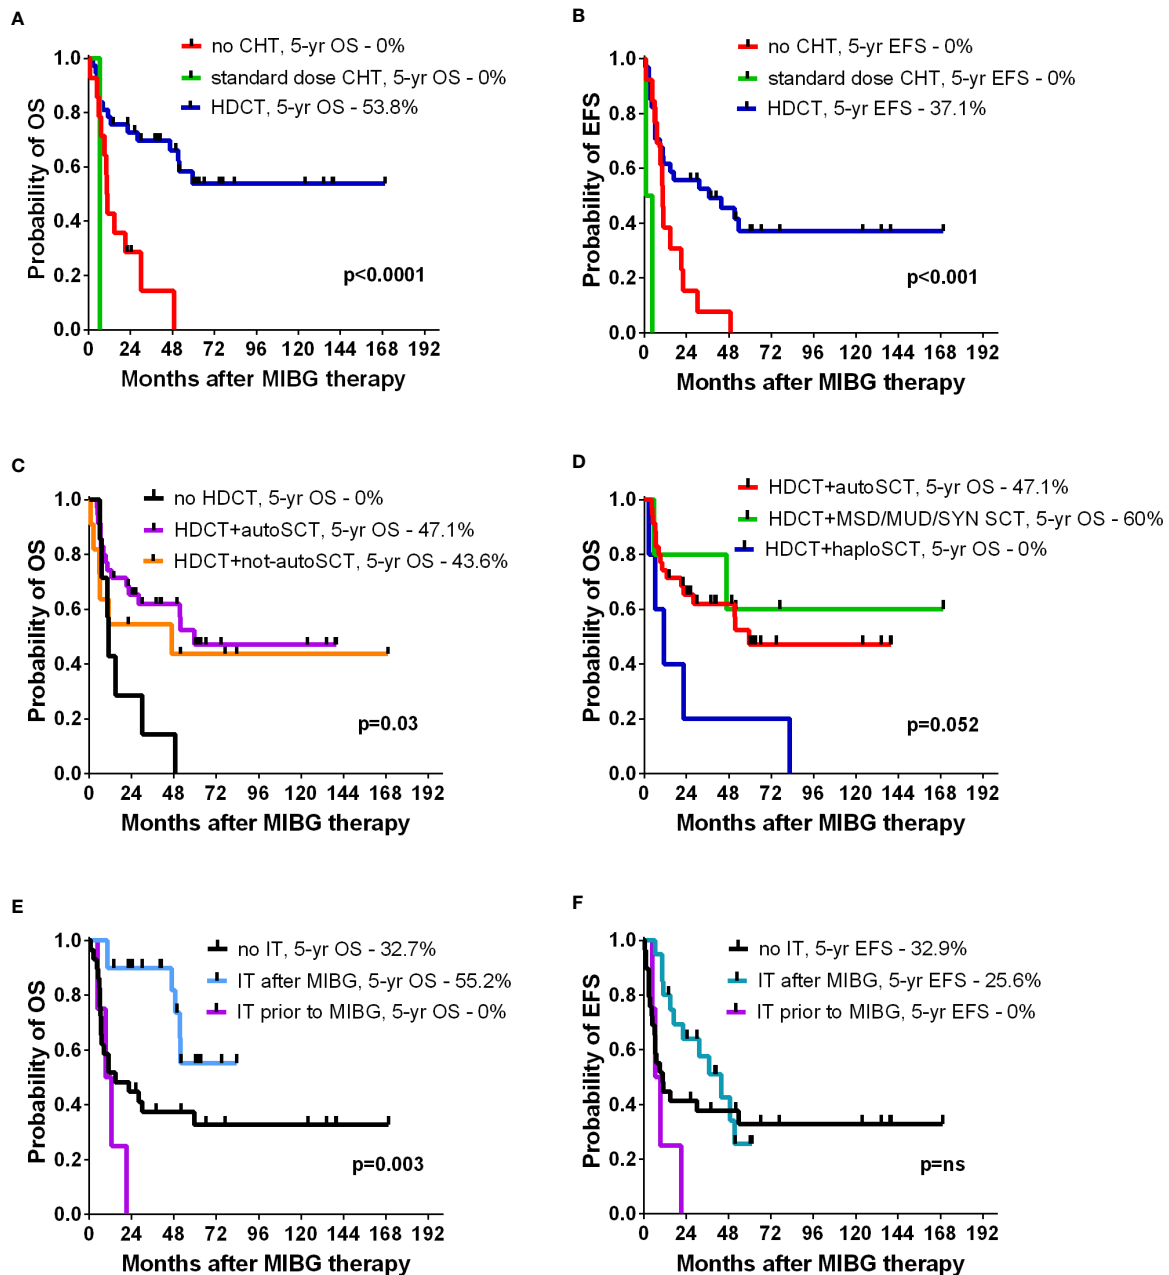 A
no CHT, 5-yr OS - 0%
standard dose CHT, 5-yr OS - 0%
HDCT, 5-yr OS - 53.8%
1.0
0.8
0.6
0.4
0.2
0.0
Probability of OS
p<0.0001
0 24 48 72 96 120 144 168 192
Months after MIBG therapy
B
no CHT, 5-yr EFS - 0%
standard dose CHT, 5-yr EFS - 0%
HDCT, 5-yr EFS - 37.1%
1.0
0.8
0.6
0.4
0.2
0.0
Probability of EFS
p<0.001
0 24 48 72 96 120 144 168 192
Months after MIBG therapy
C
no HDCT, 5-yr OS - 0%
HDCT+autoSCT, 5-yr OS - 47.1%
HDCT+not-autoSCT, 5-yr OS - 43.6%
1.0
0.8
0.6
0.4
0.2
0.0
Probability of OS
p=0.03
0 24 48 72 96 120 144 168 192
Months after MIBG therapy
D
HDCT+autoSCT, 5-yr OS - 47.1%
HDCT+MSD/MUD/SYN SCT, 5-yr OS - 60%
HDCT+haploSCT, 5-yr OS - 0%
1.0
0.8
0.6
0.4
0.2
0.0
Probability of OS
p=0.052
0 24 48 72 96 120 144 168 192
Months after MIBG therapy
E
no IT, 5-yr OS - 32.7%
IT after MIBG, 5-yr OS - 55.2%
IT prior to MIBG, 5-yr OS - 0%
1.0
0.8
0.6
0.4
0.2
0.0
Probability of OS
p=0.003
0 24 48 72 96 120 144 168 192
Months after MIBG therapy
F
no IT, 5-yr EFS - 32.9%
IT after MIBG, 5-yr EFS - 25.6%
IT prior to MIBG, 5-yr EFS - 0%
1.0
0.8
0.6
0.4
0.2
0.0
Probability of EFS
p=ns
0 24 48 72 96 120 144 168 192
Months after MIBG therapy